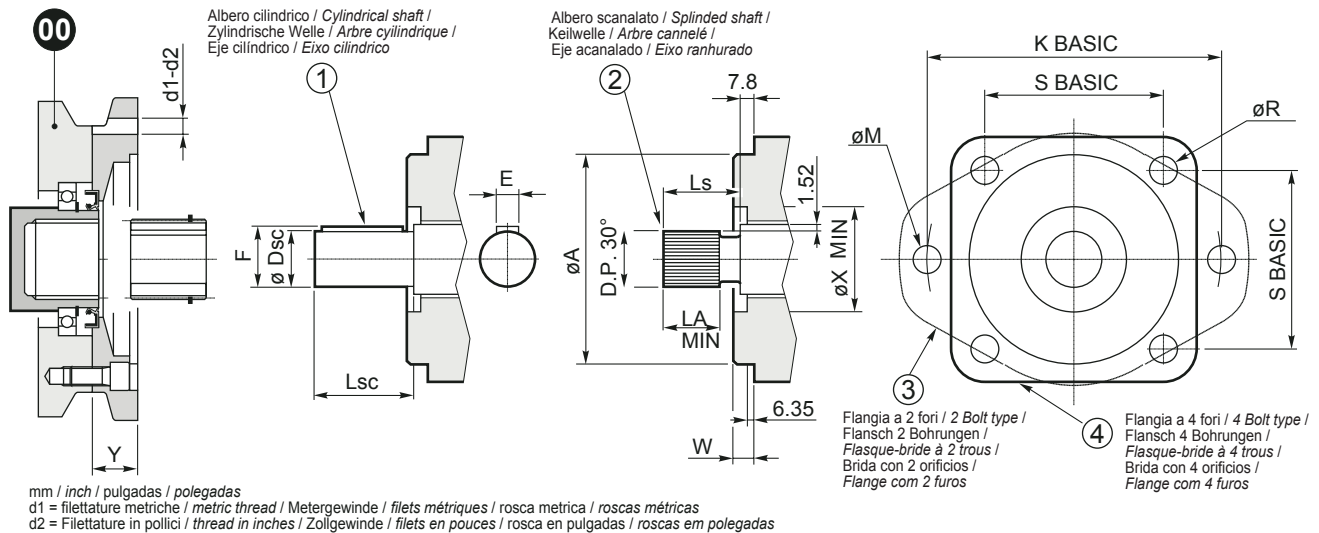 00
d1-d2
Y
Albero cilindrico / Cylindrical shaft /
Zylindrische Welle / Arbre cylindrique /
Eje cilíndrico / Eixo cilindrico
1
E
F
ø Dsc
Lsc
Albero scanalato / Splinded shaft /
Keilwelle / Arbre cannelé /
Eje acanalado / Eixo ranhurado
2
7.8
Ls
1.52
øA
D.P. 30°
øX MIN
LA
MIN
6.35
W
K BASIC
S BASIC
øR
øM
S BASIC
3
Flangia a 2 fori / 2 Bolt type /
Flansch 2 Bohrungen /
Flasque-bride à 2 trous /
Brida con 2 orificios /
Flange com 2 furos
4
Flangia a 4 fori / 4 Bolt type /
Flansch 4 Bohrungen /
Flasque-bride à 4 trous /
Brida con 4 orificios /
Flange com 4 furos
mm / inch / pulgadas / polegadas
d1 = filettature metriche / metric thread / Metergewinde / filets métriques / rosca metrica / roscas métricas
d2 = Filettature in pollici / thread in inches / Zollgewinde / filets en pouces / rosca en pulgadas / roscas em polegadas